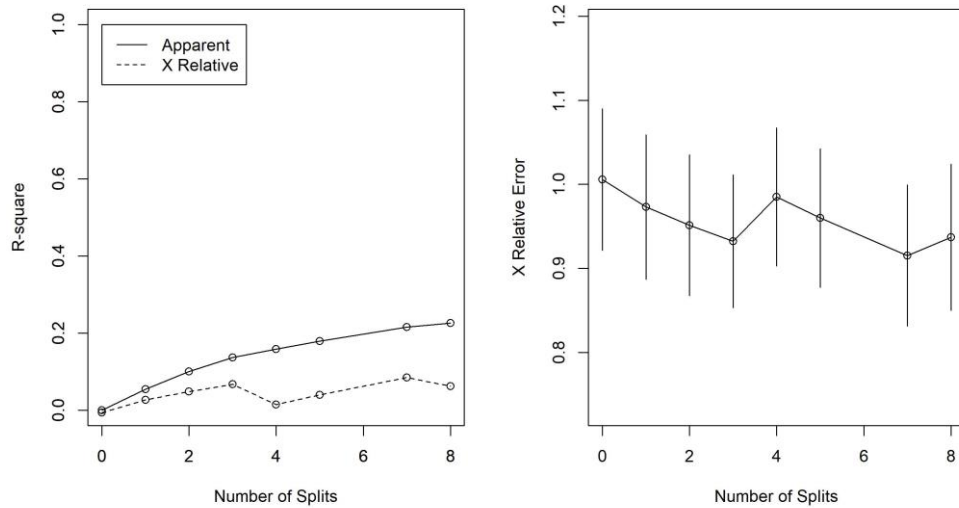 1.0
0.8
0.6
0.4
0.2
0.0
R-square
Apparent
X Relative
0 2 4 6 8
Number of Splits
1.2
1.1
1.0
0.9
0.8
X Relative Error
0 2 4 6 8
Number of Splits